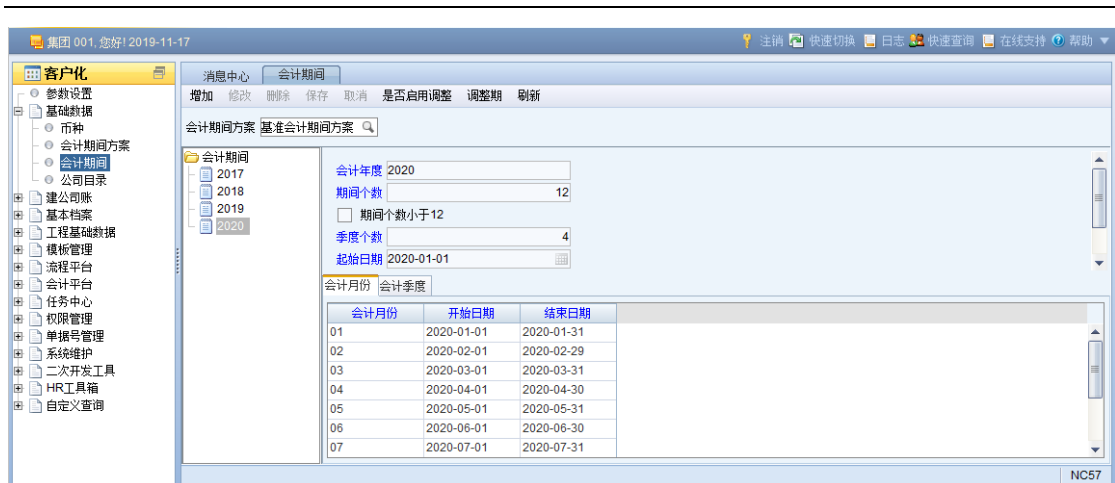 集团 001, 您好! 2019-11-17
注销 快速切换 日志 快速查询 在线支持 帮助
客户化
参数设置
基础数据
币种
会计期间方案
会计期间
公司目录
建公司账
基本档案
工程基础数据
模板管理
流程平台
会计平台
任务中心
权限管理
单据号管理
系统维护
二次开发工具
HR工具箱
自定义查询
消息中心 会计期间
增加 修改 删除 保存 取消 是否启用调整 调整期 刷新
会计期间方案 基准会计期间方案
会计期间
2017
2018
2019
2020
会计年度 2020
期间个数 12
期间个数小于12
季度个数 4
起始日期 2020-01-01
会计月份 会计季度
会计月份 开始日期 结束日期
01 2020-01-01 2020-01-31
02 2020-02-01 2020-02-29
03 2020-03-01 2020-03-31
04 2020-04-01 2020-04-30
05 2020-05-01 2020-05-31
06 2020-06-01 2020-06-30
07 2020-07-01 2020-07-31
NC57